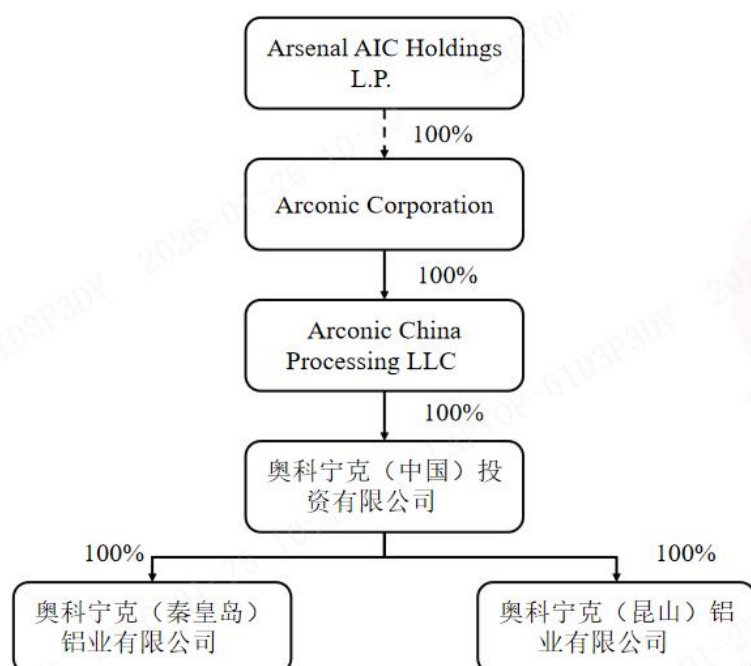 Arsenal AIC Holdings
L.P.
100%
Arconic Corporation
100%
Arconic China
Processing LLC
100%
奥科宁克（中国）投
资有限公司
100%
100%
奥科宁克（秦皇岛）
铝业有限公司
奥科宁克（昆山）铝
业有限公司